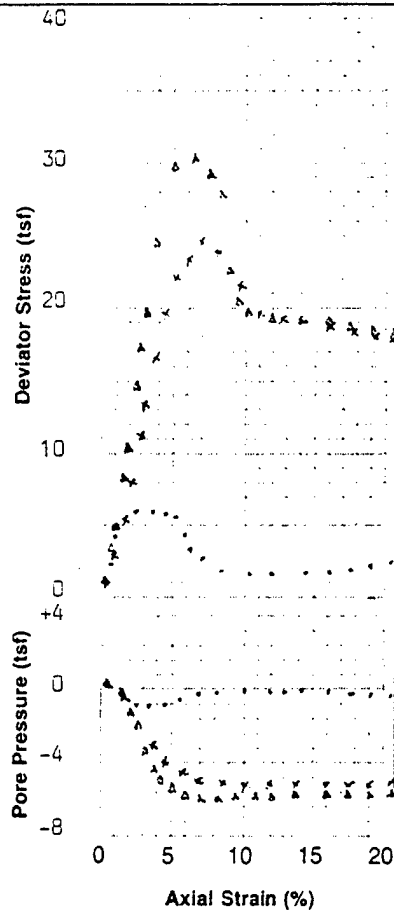 40
30
20
10
0
Deviator Stress (tsf)
+4
0
-4
-8
Pore Pressure (tsf)
0 5 10 15 20
Axial Strain (%)